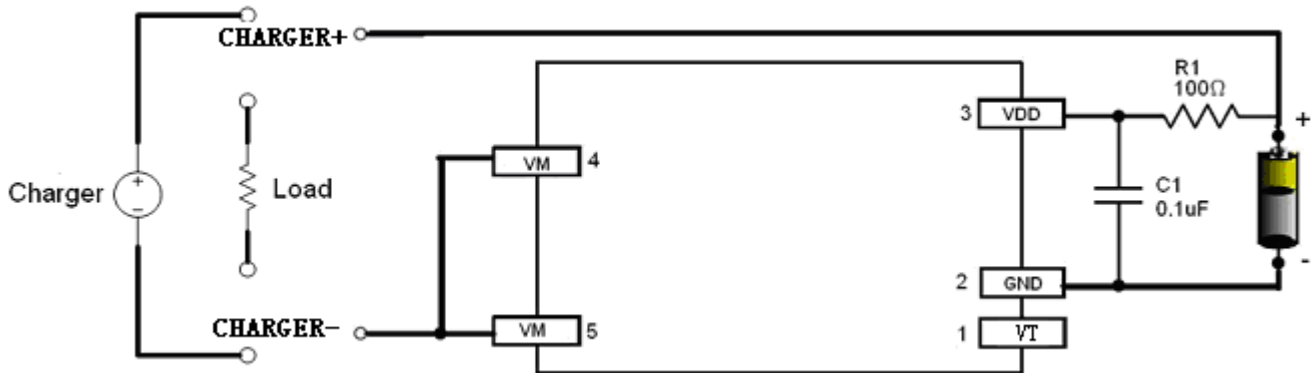 CHARGER+
R1
100Ω
3
VDD
+
VM
4
Charger
+
−
Load
C1
0.1uF
-
2
GND
CHARGER-
VM
5
1
VT